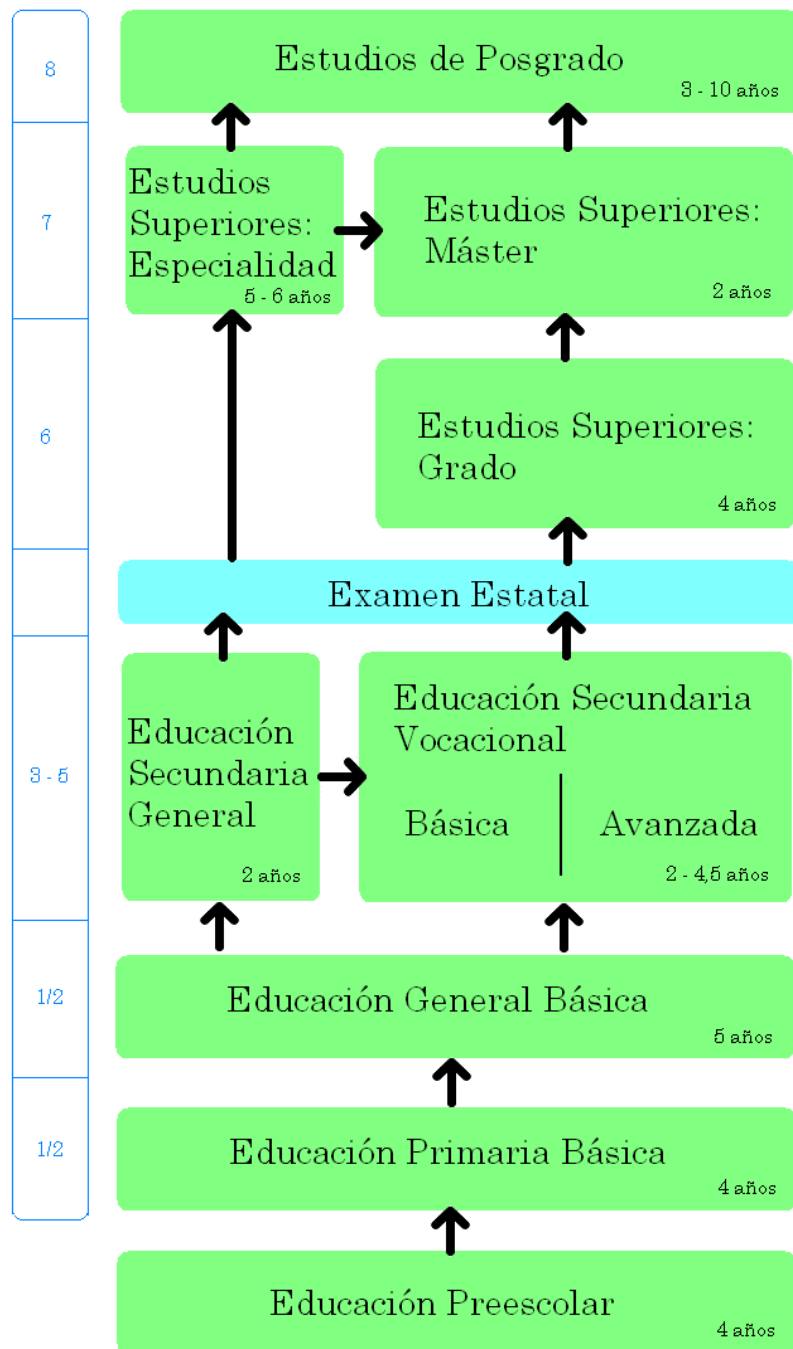 8
Estudios de Posgrado
3 - 10 años
7
Estudios
Superiores:
Especialidad
5 - 6 años
Estudios Superiores:
Máster
2 años
6
Estudios Superiores:
Grado
4 años
Examen Estatal
3 - 5
Educación
Secundaria
General
2 años
Educación Secundaria
Vocacional
Básica
Avanzada
2 - 4,5 años
1/2
Educación General Básica
5 años
1/2
Educación Primaria Básica
4 años
Educación Preescolar
4 años